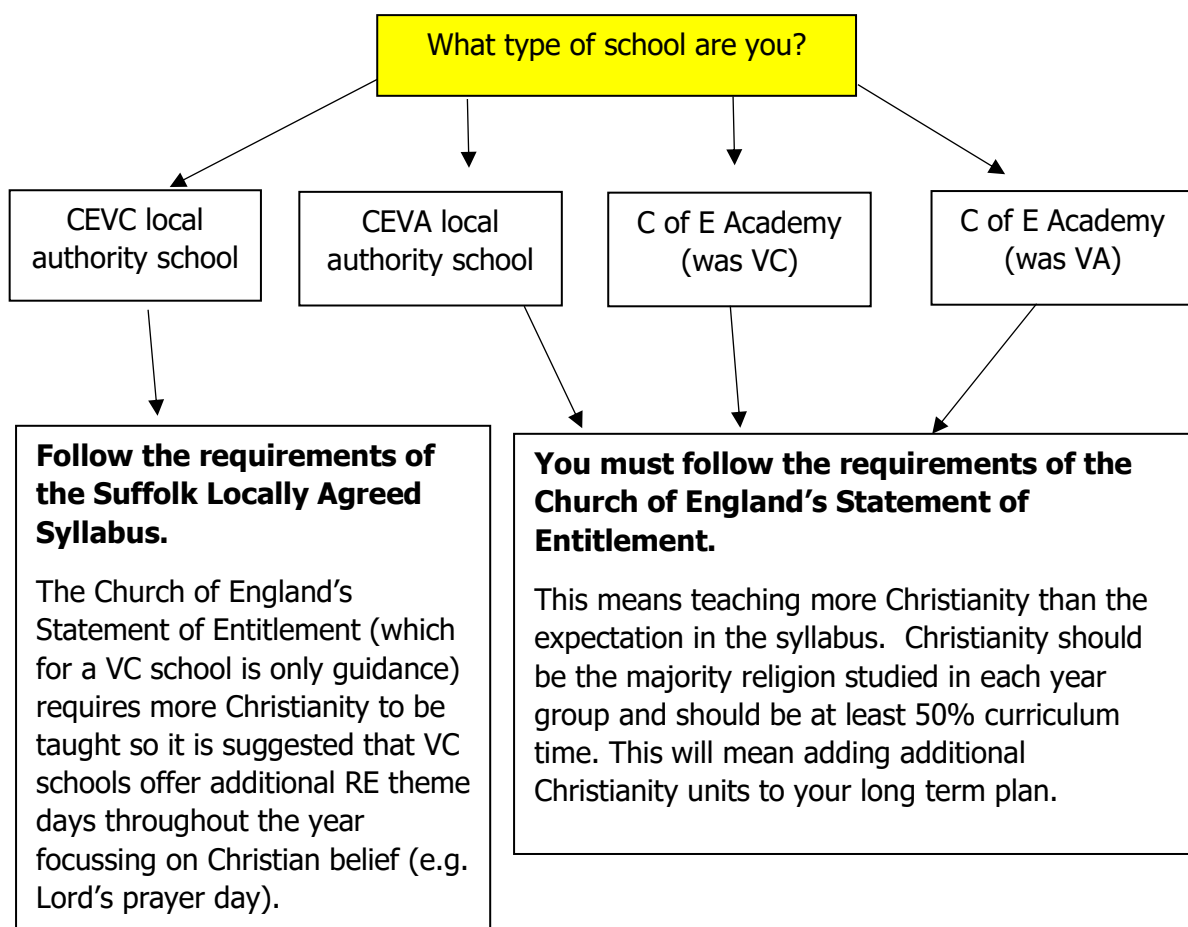 What type of school are you?
CEVC local
authority school
CEVA local
authority school
C of E Academy
(was VC)
C of E Academy
(was VA)
Follow the requirements of
the Suffolk Locally Agreed
Syllabus.
The Church of England’s
Statement of Entitlement (which
for a VC school is only guidance)
requires more Christianity to be
taught so it is suggested that VC
schools offer additional RE theme
days throughout the year
focussing on Christian belief (e.g.
Lord’s prayer day).
You must follow the requirements of the
Church of England’s Statement of
Entitlement.
This means teaching more Christianity than the
expectation in the syllabus.  Christianity should
be the majority religion studied in each year
group and should be at least 50% curriculum
time. This will mean adding additional
Christianity units to your long term plan.